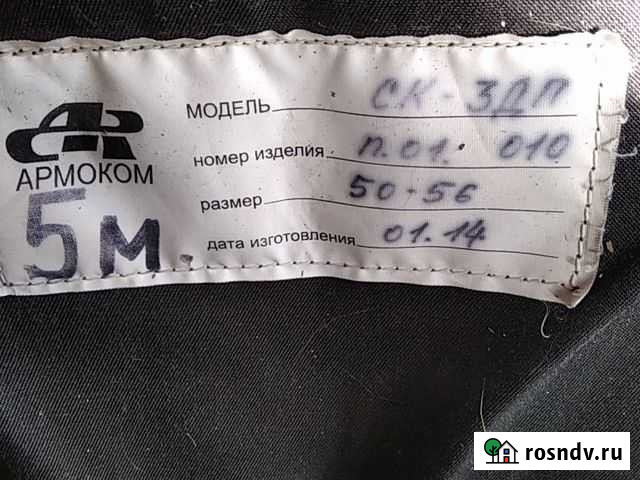 МОДЕЛЬ СК-3ДП
номер изделия П.01. 010
размер 50-56
дата изготовления 01.14
АРМОКОМ
5м.
rosndv.ru